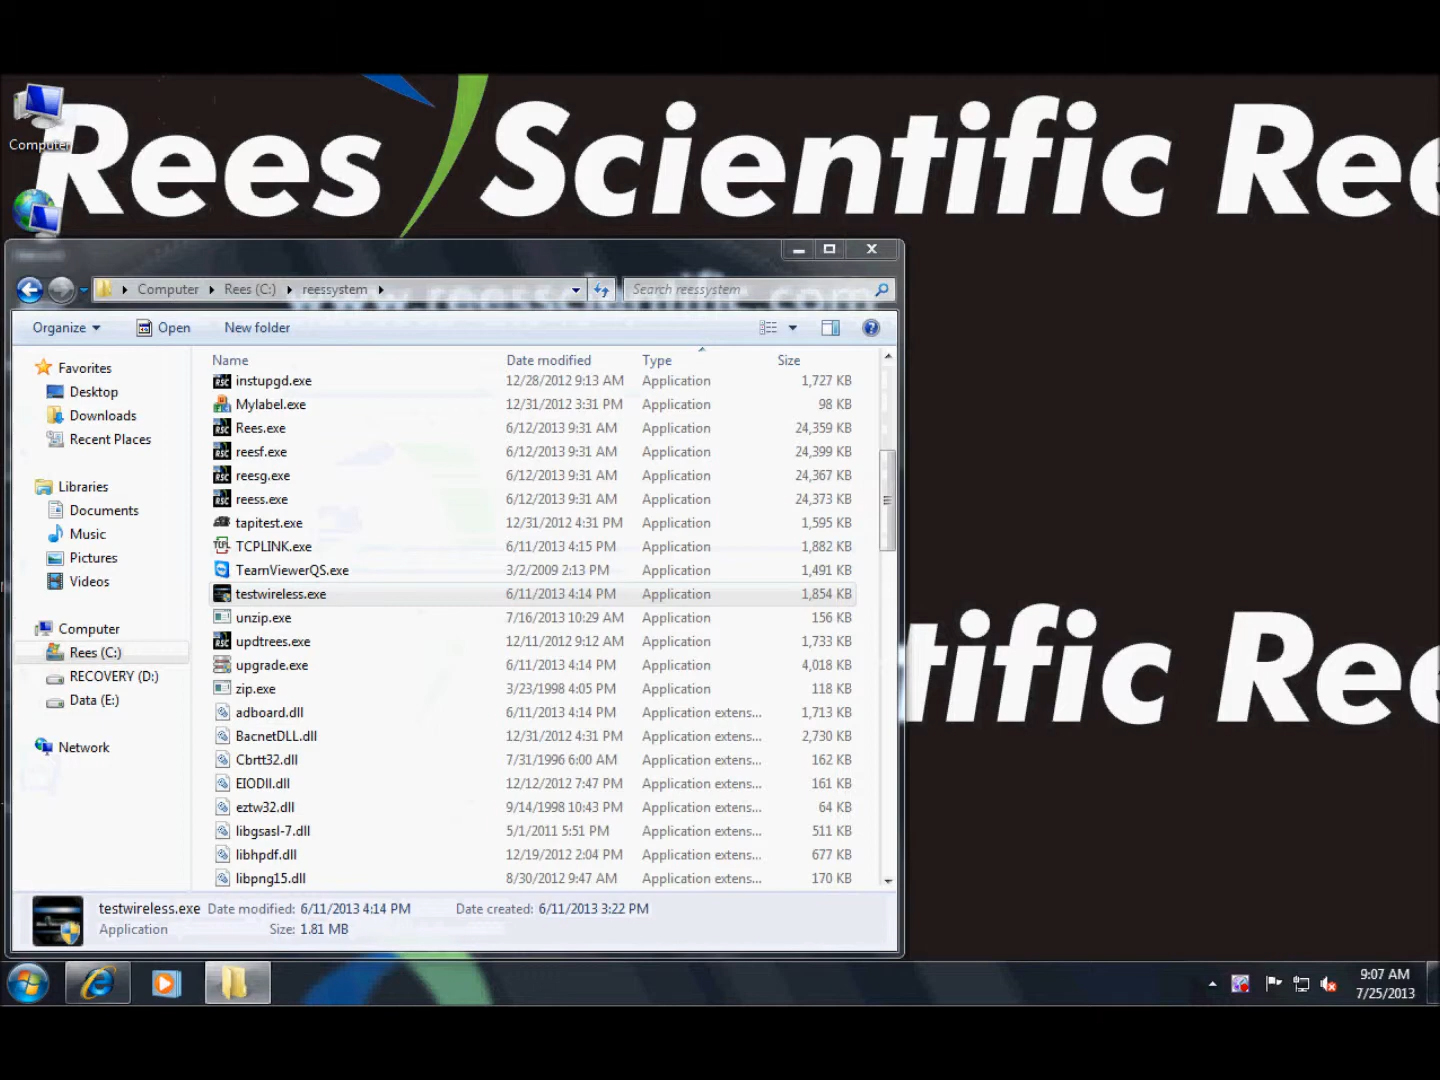 Rees Scientific Ree
Computer
www.reesscientific.com
Computer Rees (C:) reessystem
Search reessystem
Organize Open New folder
Name Date modified Type Size
instupgd.exe 12/28/2012 9:13 AM Application 1,727 KB
Mylabel.exe 12/31/2012 3:31 PM Application 98 KB
Rees.exe 6/12/2013 9:31 AM Application 24,359 KB
reesf.exe 6/12/2013 9:31 AM Application 24,399 KB
reesg.exe 6/12/2013 9:31 AM Application 24,367 KB
reess.exe 6/12/2013 9:31 AM Application 24,373 KB
tapitest.exe 12/31/2012 4:31 PM Application 1,595 KB
TCPLINK.exe 6/11/2013 4:15 PM Application 1,882 KB
TeamViewerQS.exe 3/2/2009 2:13 PM Application 1,491 KB
testwireless.exe 6/11/2013 4:14 PM Application 1,854 KB
unzip.exe 7/16/2013 10:29 AM Application 156 KB
updtrees.exe 12/11/2012 9:12 AM Application 1,733 KB
upgrade.exe 6/11/2013 4:14 PM Application 4,018 KB
zip.exe 3/23/1998 4:05 PM Application 118 KB
adboard.dll 6/11/2013 4:14 PM Application extens... 1,713 KB
BacnetDLL.dll 12/31/2012 4:31 PM Application extens... 2,730 KB
Cbrtt32.dll 7/31/1996 6:00 AM Application extens... 162 KB
EIODll.dll 12/12/2012 7:47 PM Application extens... 161 KB
eztw32.dll 9/14/1998 10:43 PM Application extens... 64 KB
libgsasl-7.dll 5/1/2011 5:51 PM Application extens... 511 KB
libhpdf.dll 12/19/2012 2:04 PM Application extens... 677 KB
libpng15.dll 8/30/2012 9:47 AM Application extens... 170 KB
Favorites
Desktop
Downloads
Recent Places
Libraries
Documents
Music
Pictures
Videos
Computer
Rees (C:)
RECOVERY (D:)
Data (E:)
Network
tific Ree
testwireless.exe Date modified: 6/11/2013 4:14 PM Date created: 6/11/2013 3:22 PM
Application Size: 1.81 MB
9:07 AM
7/25/2013